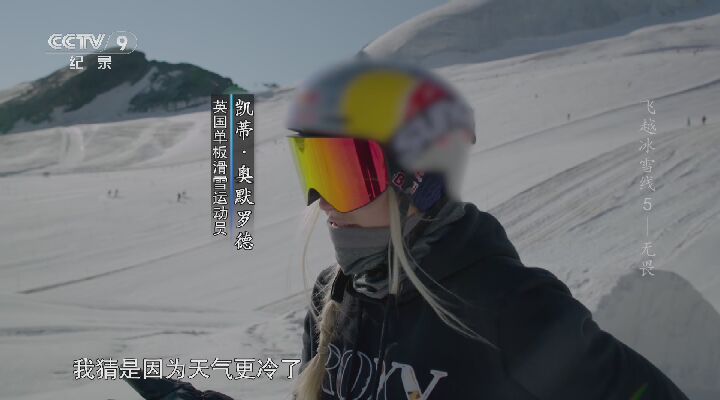 CCTV 9
纪录
英国单板滑雪运动员
凯蒂·奥默罗德
飞越冰雪线5——无畏
ROXY
我猜是因为天气更冷了